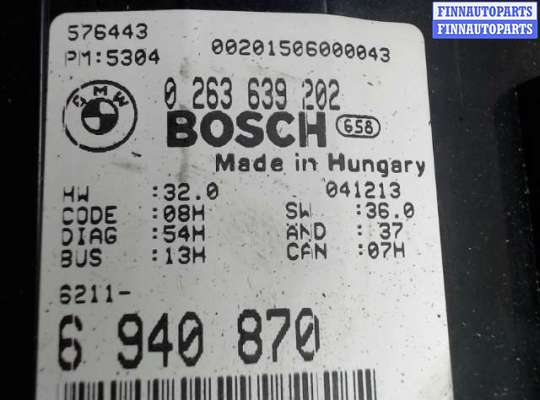 FINNAUTOPARTS
FINNAUTOPARTS
576443
PM:5304
00201506000043
BMW
0 263 639 202
BOSCH 658
Made in Hungary
HW :32.0 041213
CODE :08H SW :36.0
DIAG :54H AND : 37
BUS :13H CAN :07H
6211-
6 940 870